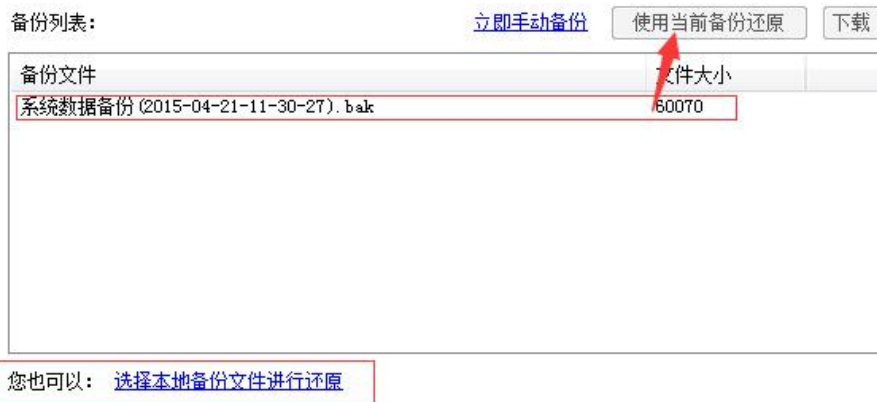 备份列表： 立即手动备份 使用当前备份还原 下载
备份文件 文件大小
系统数据备份(2015-04-21-11-30-27).bak 60070
您也可以： 选择本地备份文件进行还原